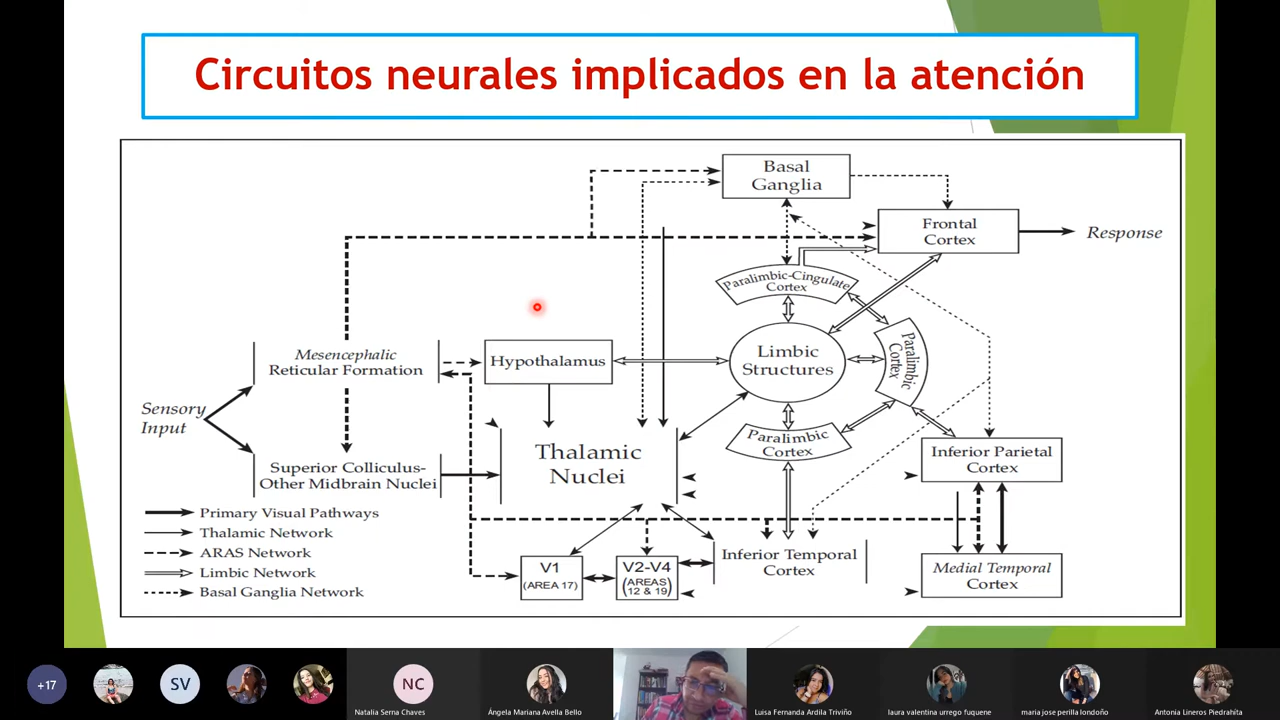 Circuitos neurales implicados en la atención
Basal
Ganglia
Frontal
Cortex
Response
Paralimbic-Cingulate
Cortex
Mesencephalic
Reticular Formation
Hypothalamus
Limbic
Structures
Paralimbic
Cortex
Sensory
Input
Thalamic
Nuclei
Paralimbic
Cortex
Inferior Parietal
Cortex
Superior Colliculus-
Other Midbrain Nuclei
Primary Visual Pathways
Thalamic Network
ARAS Network
Limbic Network
Basal Ganglia Network
V1
(AREA 17)
V2-V4
(AREAS
12 & 19)
Inferior Temporal
Cortex
Medial Temporal
Cortex
+17
SV
NC
Natalia Serna Chaves
Ángela Mariana Avella Bello
Luisa Fernanda Ardila Triviño
laura valentina urrego fuquene
maria jose perilla londoño
Antonia Lineros Piedrahita